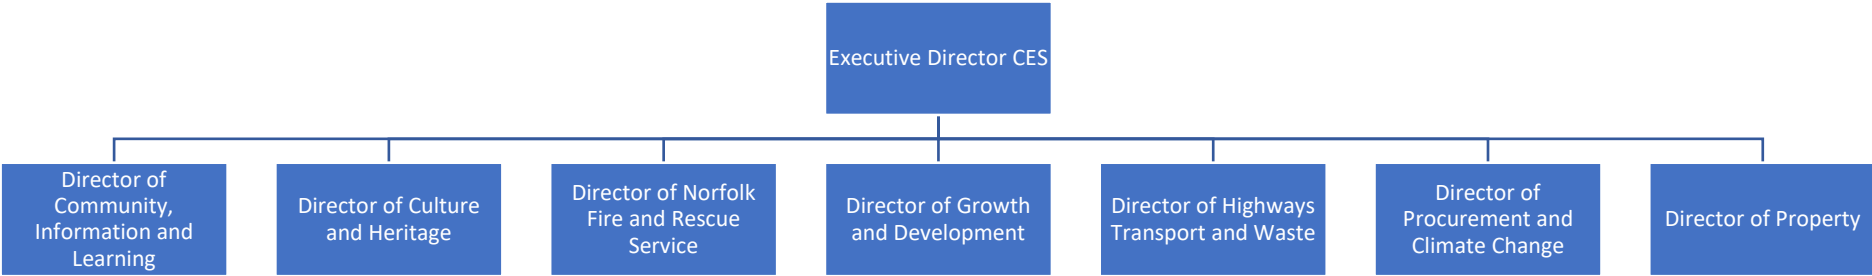 Executive Director CES
Director of
Community,
Information and
Learning
Director of Culture
and Heritage
Director of Norfolk
Fire and Rescue
Service
Director of Growth
and Development
Director of Highways
Transport and Waste
Director of
Procurement and
Climate Change
Director of Property